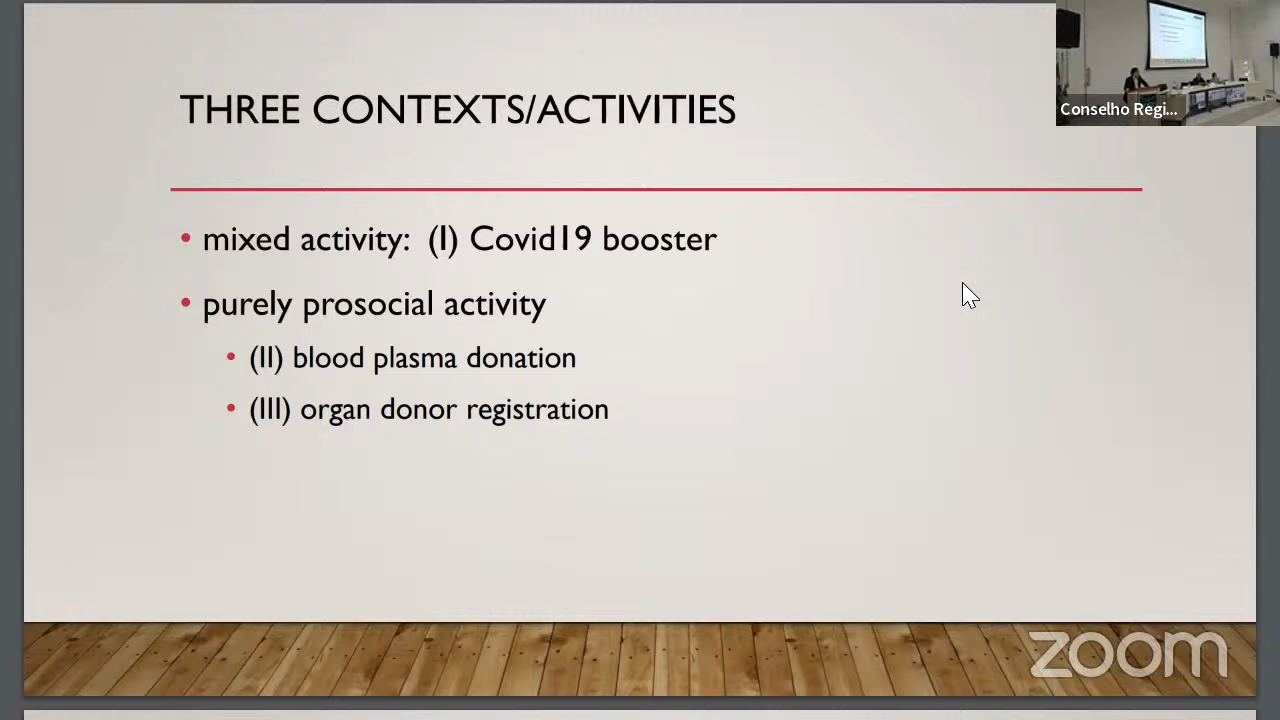 THREE CONTEXTS/ACTIVITIES
Conselho Regi...
• mixed activity: (I) Covid19 booster
• purely prosocial activity
• (II) blood plasma donation
• (III) organ donor registration
zoom